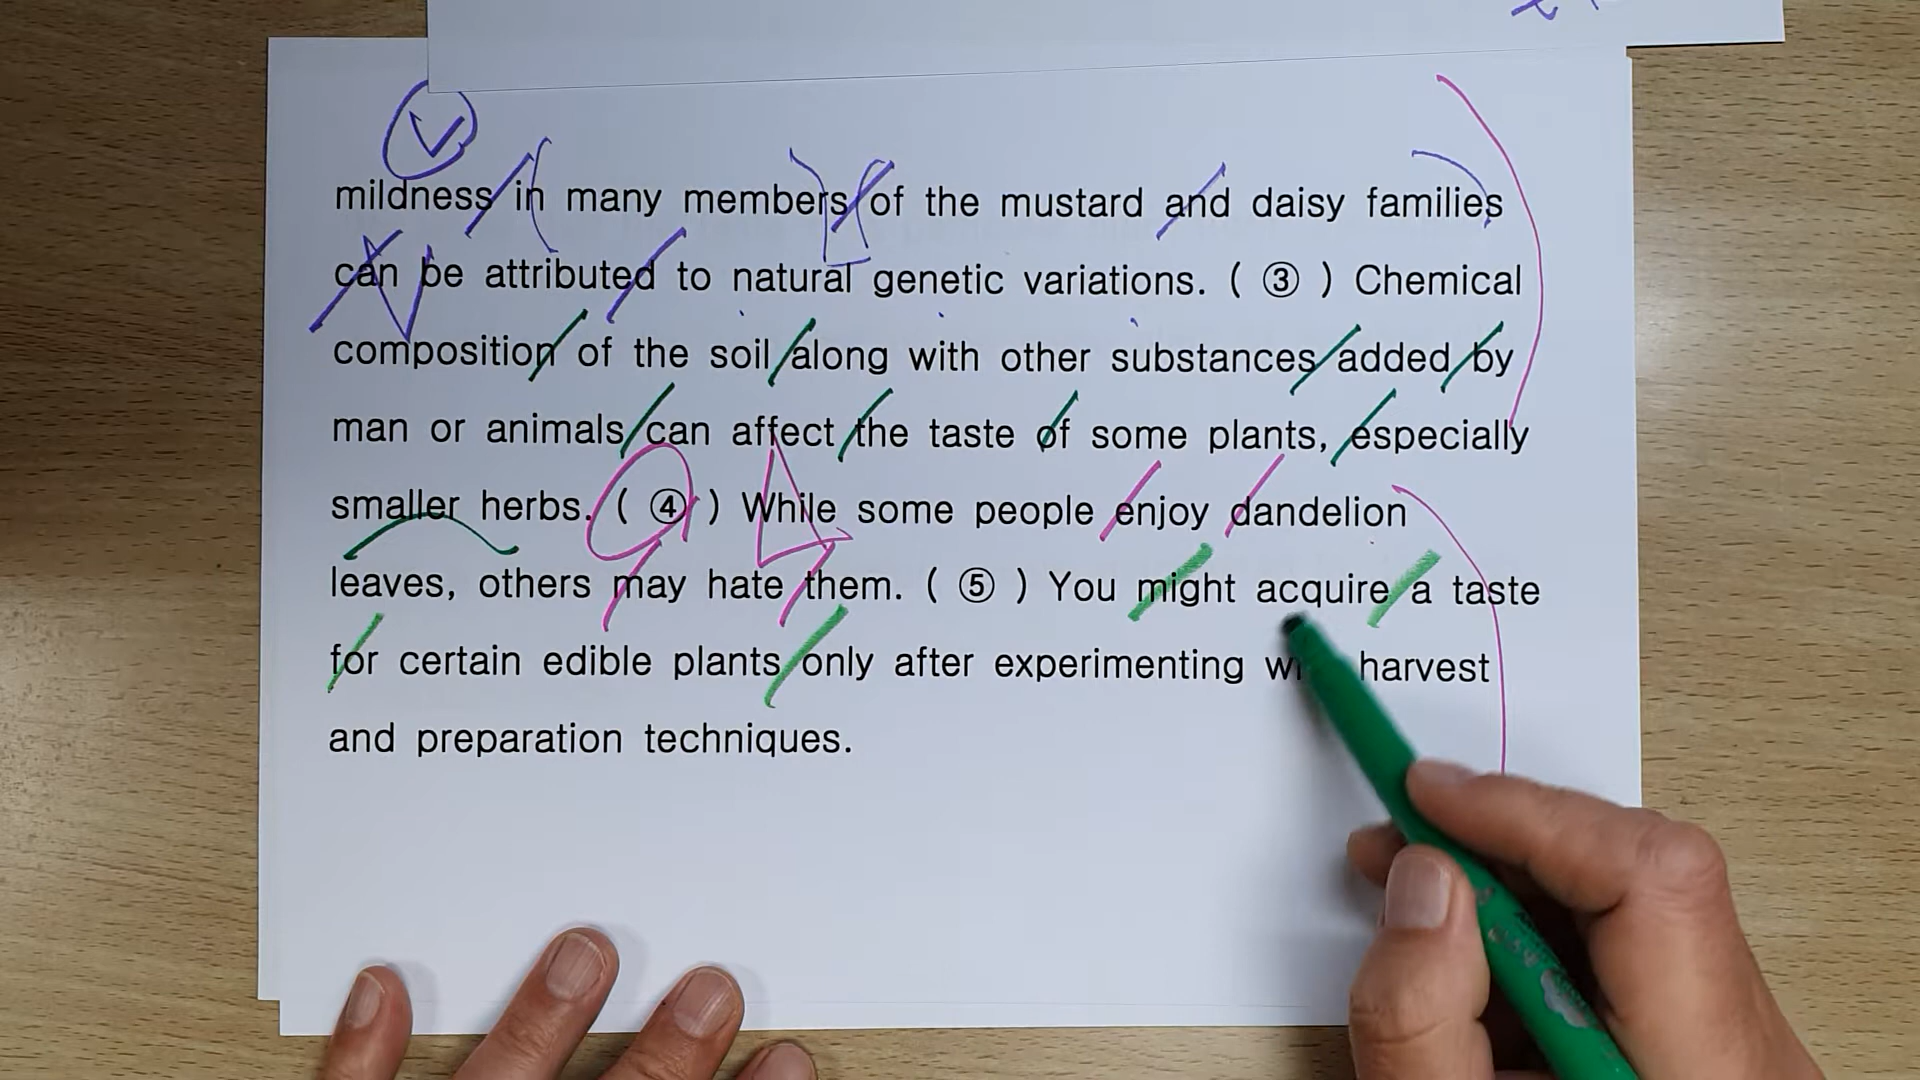 mildness in many members of the mustard and daisy families
can be attributed to natural genetic variations. ( ③ ) Chemical
composition of the soil along with other substances added by
man or animals can affect the taste of some plants, especially
smaller herbs. ( ④ ) While some people enjoy dandelion
leaves, others may hate them. ( ⑤ ) You might acquire a taste
for certain edible plants only after experimenting harvest
and preparation techniques.